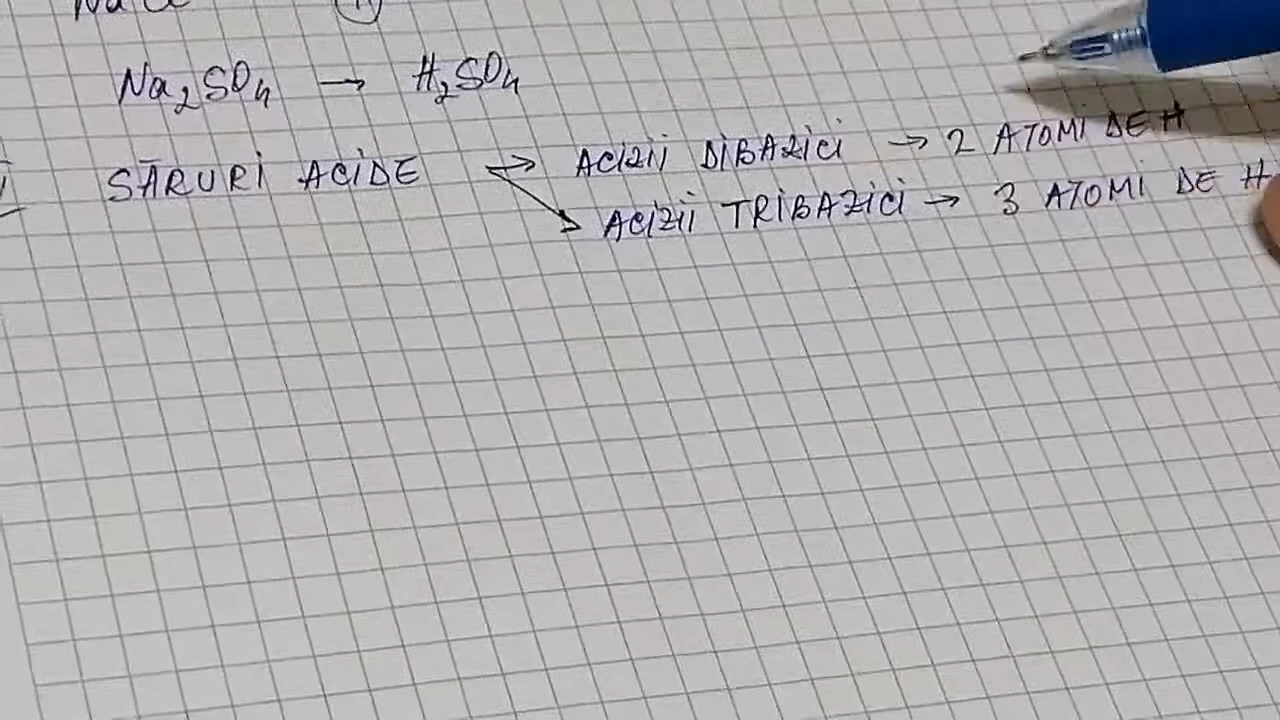 Na₂SO₄ → H₂SO₄
SĂRURI ACIDE → ACIZII DIBAZICI → 2 ATOMI DE H
ACIZII TRIBAZICI → 3 ATOMI DE H